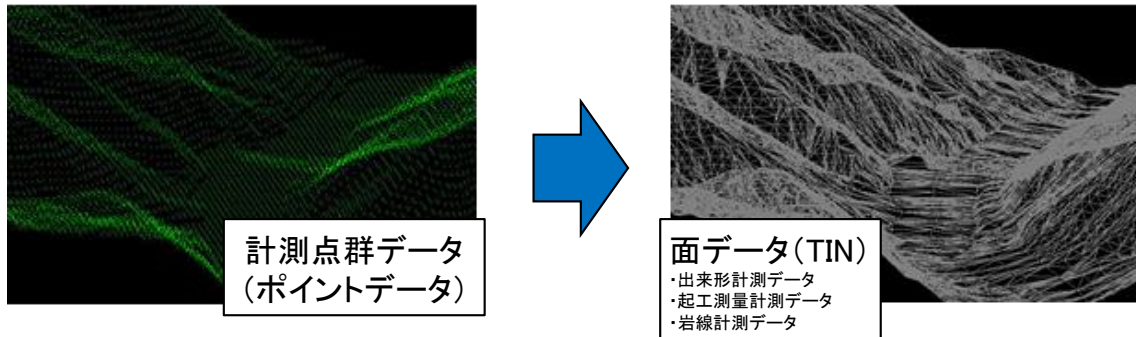 計測点群データ
(ポイントデータ)
面データ(TIN)
・出来形計測データ
・起工測量計測データ
・岩線計測データ